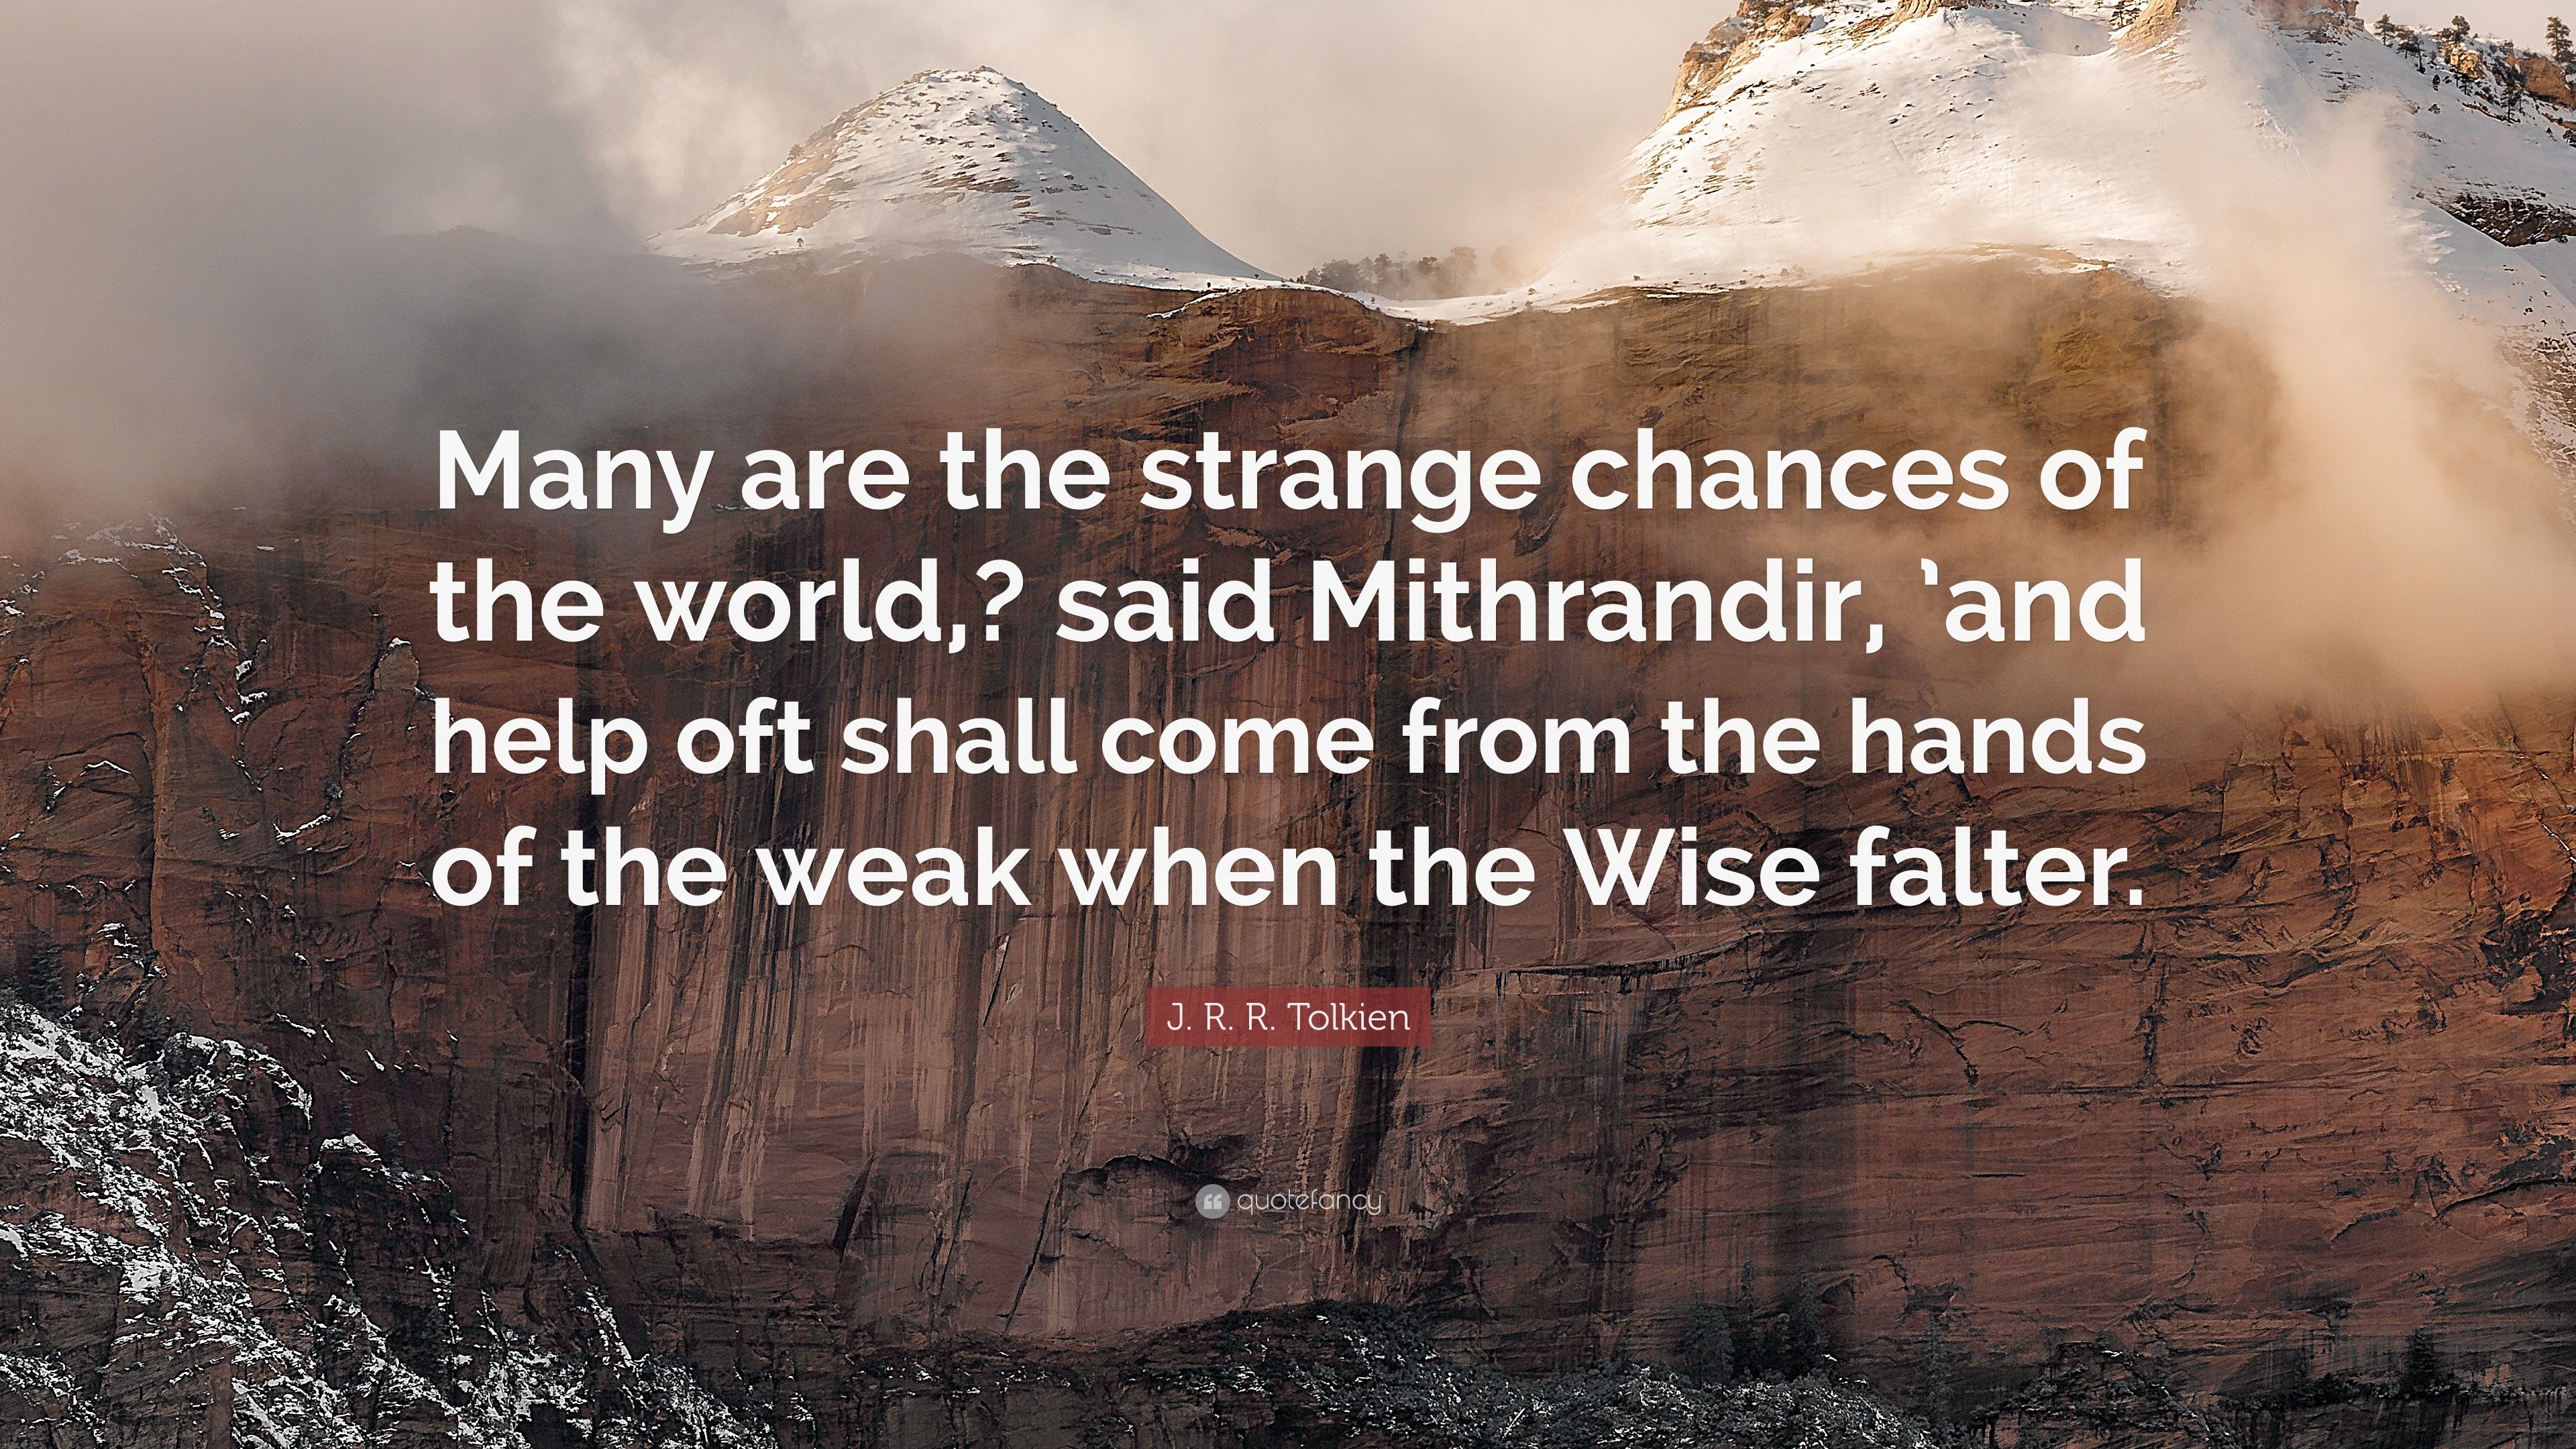 Many are the strange chances of
the world,? said Mithrandir, ʾand
help oft shall come from the hands
of the weak when the Wise falter.
J. R. R. Tolkien
quotefancy